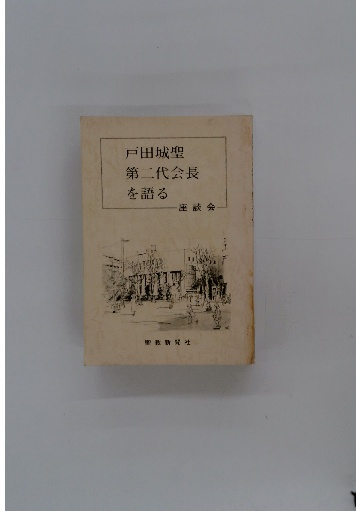 戸田城聖
第二代会長
を語る
座談会
聖教新聞社